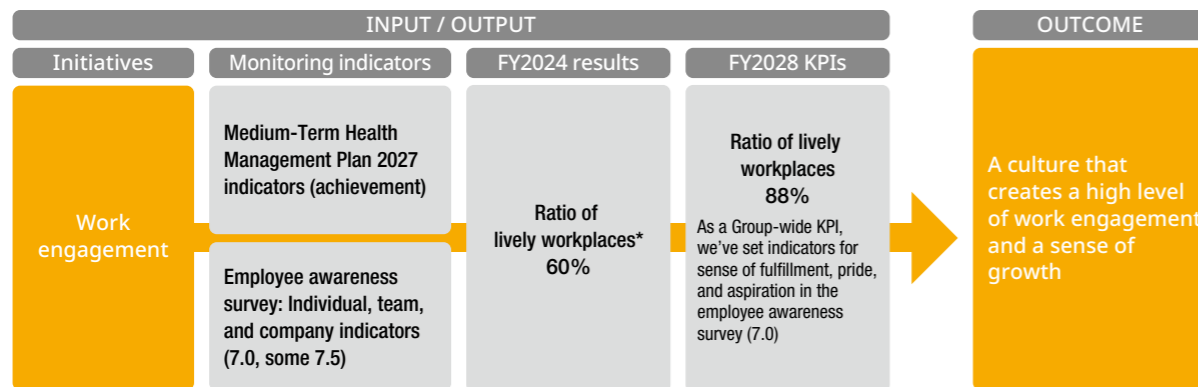 INPUT / OUTPUT
OUTCOME
Initiatives
Monitoring indicators
FY2024 results
FY2028 KPIs
Work
engagement
Medium-Term Health
Management Plan 2027
indicators (achievement)
Employee awareness
survey: Individual, team,
and company indicators
(7.0, some 7.5)
Ratio of
lively workplaces*
60%
Ratio of lively
workplaces
88%
As a Group-wide KPI,
we’ve set indicators for
sense of fulfillment, pride,
and aspiration in the
employee awareness
survey (7.0)
A culture that
creates a high level
of work engagement
and a sense of
growth